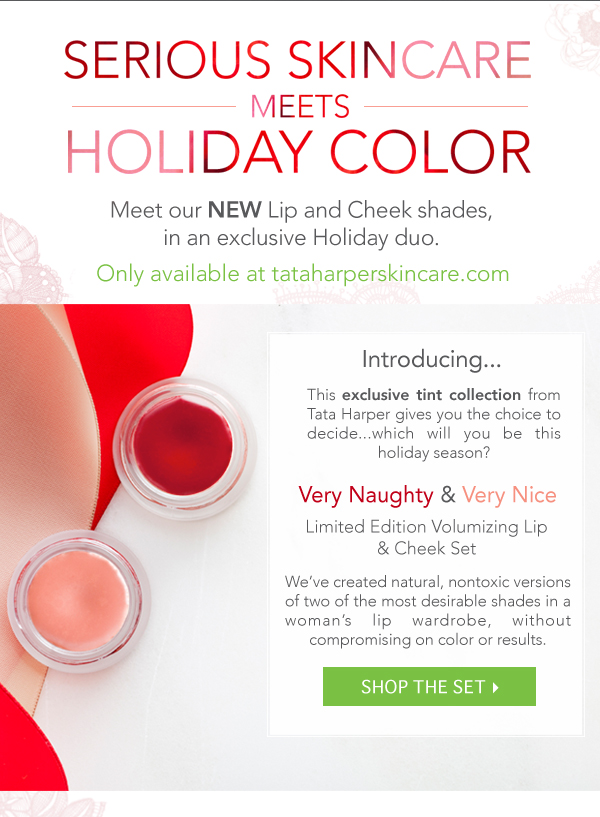 SERIOUS SKINCARE
MEETS
HOLIDAY COLOR
Meet our NEW Lip and Cheek shades,
in an exclusive Holiday duo.
Only available at tataharperskincare.com
Introducing...
This exclusive tint collection from
Tata Harper gives you the choice to
decide...which will you be this
holiday season?
Very Naughty & Very Nice
Limited Edition Volumizing Lip
& Cheek Set
We've created natural, nontoxic versions
of two of the most desirable shades in a
woman's lip wardrobe, without
compromising on color or results.
SHOP THE SET